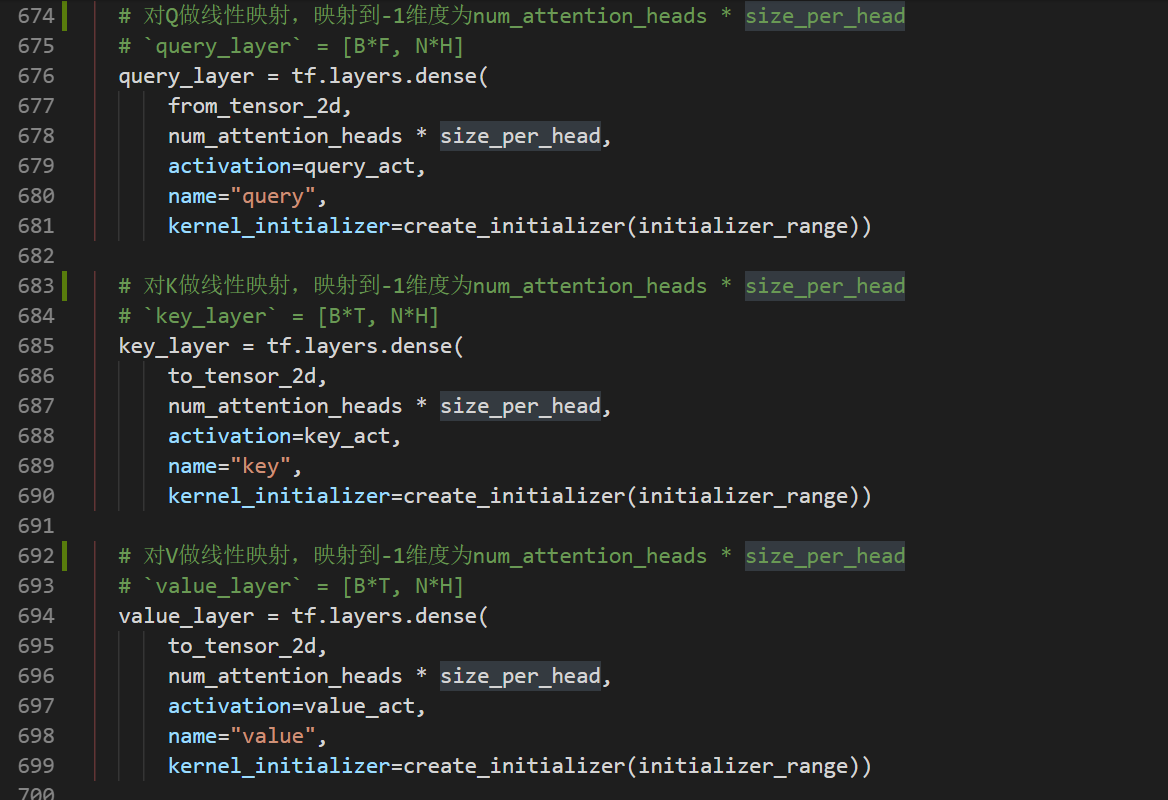 674 # 对Q做线性映射，映射到-1维度为num_attention_heads * size_per_head
675 # `query_layer` = [B*F, N*H]
676 query_layer = tf.layers.dense(
677 from_tensor_2d,
678 num_attention_heads * size_per_head,
679 activation=query_act,
680 name="query",
681 kernel_initializer=create_initializer(initializer_range))
682
683 # 对K做线性映射，映射到-1维度为num_attention_heads * size_per_head
684 # `key_layer` = [B*T, N*H]
685 key_layer = tf.layers.dense(
686 to_tensor_2d,
687 num_attention_heads * size_per_head,
688 activation=key_act,
689 name="key",
690 kernel_initializer=create_initializer(initializer_range))
691
692 # 对V做线性映射，映射到-1维度为num_attention_heads * size_per_head
693 # `value_layer` = [B*T, N*H]
694 value_layer = tf.layers.dense(
695 to_tensor_2d,
696 num_attention_heads * size_per_head,
697 activation=value_act,
698 name="value",
699 kernel_initializer=create_initializer(initializer_range))
700